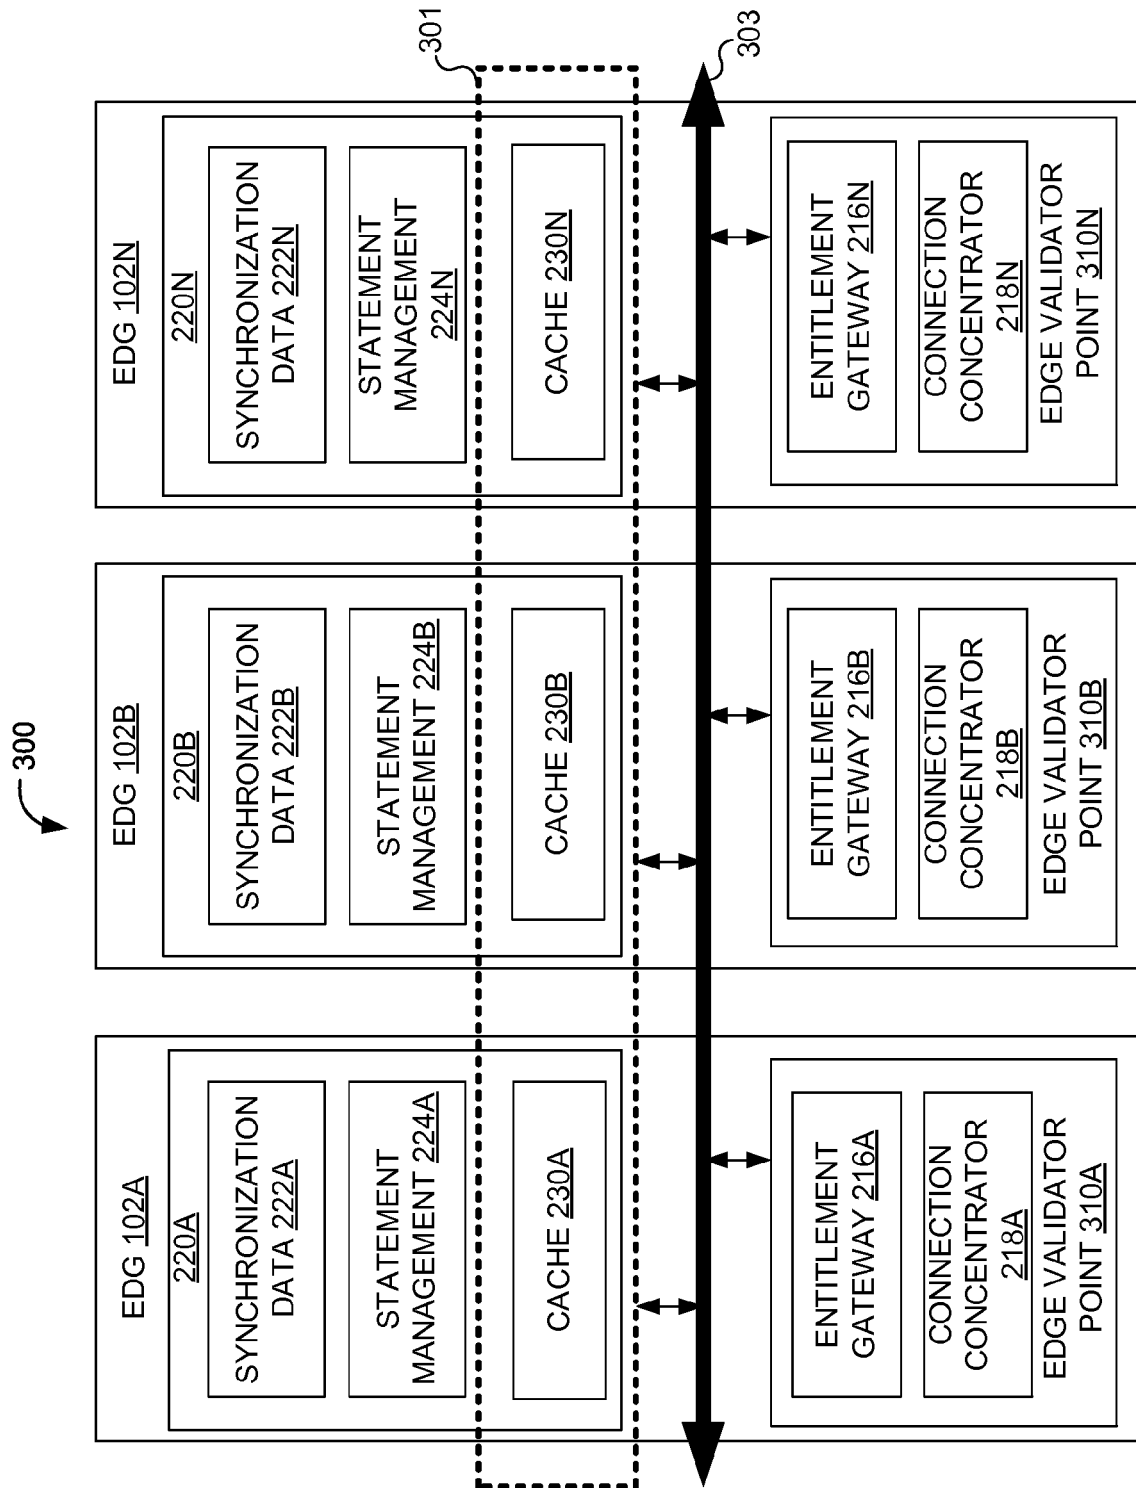 300
EDG 102A
220A
SYNCHRONIZATION
DATA 222A
STATEMENT
MANAGEMENT 224A
CACHE 230A
ENTITLEMENT
GATEWAY 216A
CONNECTION
CONCENTRATOR
218A
EDGE VALIDATOR
POINT 310A
EDG 102B
220B
SYNCHRONIZATION
DATA 222B
STATEMENT
MANAGEMENT 224B
CACHE 230B
ENTITLEMENT
GATEWAY 216B
CONNECTION
CONCENTRATOR
218B
EDGE VALIDATOR
POINT 310B
EDG 102N
220N
SYNCHRONIZATION
DATA 222N
STATEMENT
MANAGEMENT
224N
CACHE 230N
ENTITLEMENT
GATEWAY 216N
CONNECTION
CONCENTRATOR
218N
EDGE VALIDATOR
POINT 310N
301
303